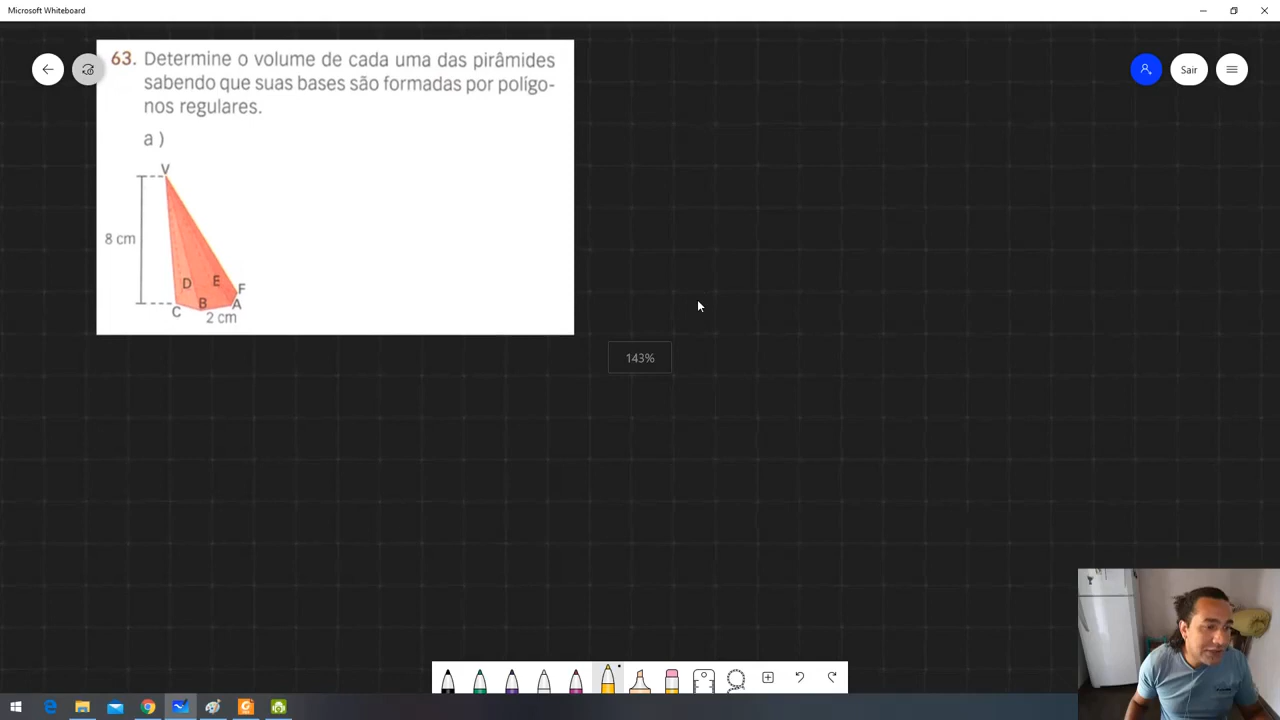 Microsoft Whiteboard
63. Determine o volume de cada uma das pirâmides
sabendo que suas bases são formadas por polígo-
nos regulares.
a )
V
8 cm
D
E
F
C
B
A
2 cm
Sair
143%